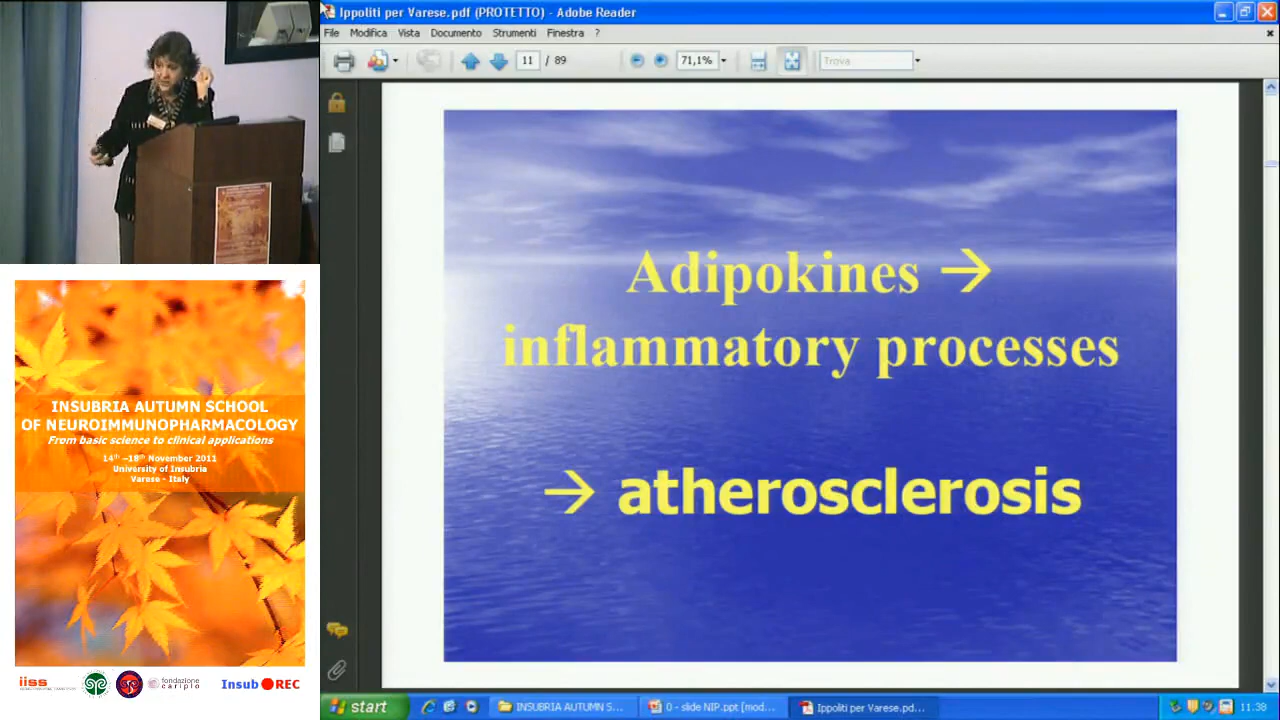 Ippoliti per Varese.pdf (PROTETTO) - Adobe Reader
File Modifica Vista Documento Strumenti Finestra ?
11 / 89 71,1% Trova
Adipokines →
inflammatory processes
→ atherosclerosis
INSUBRIA AUTUMN SCHOOL
OF NEUROIMMUNOPHARMACOLOGY
From basic science to clinical applications
14th –18th November 2011
University of Insubria
Varese - Italy
iiss
fondazione
cariplo
Insub REC
start INSUBRIA AUTUMN S... 0 - slide NIP.ppt [mod... Ippoliti per Varese.pd... 11.38